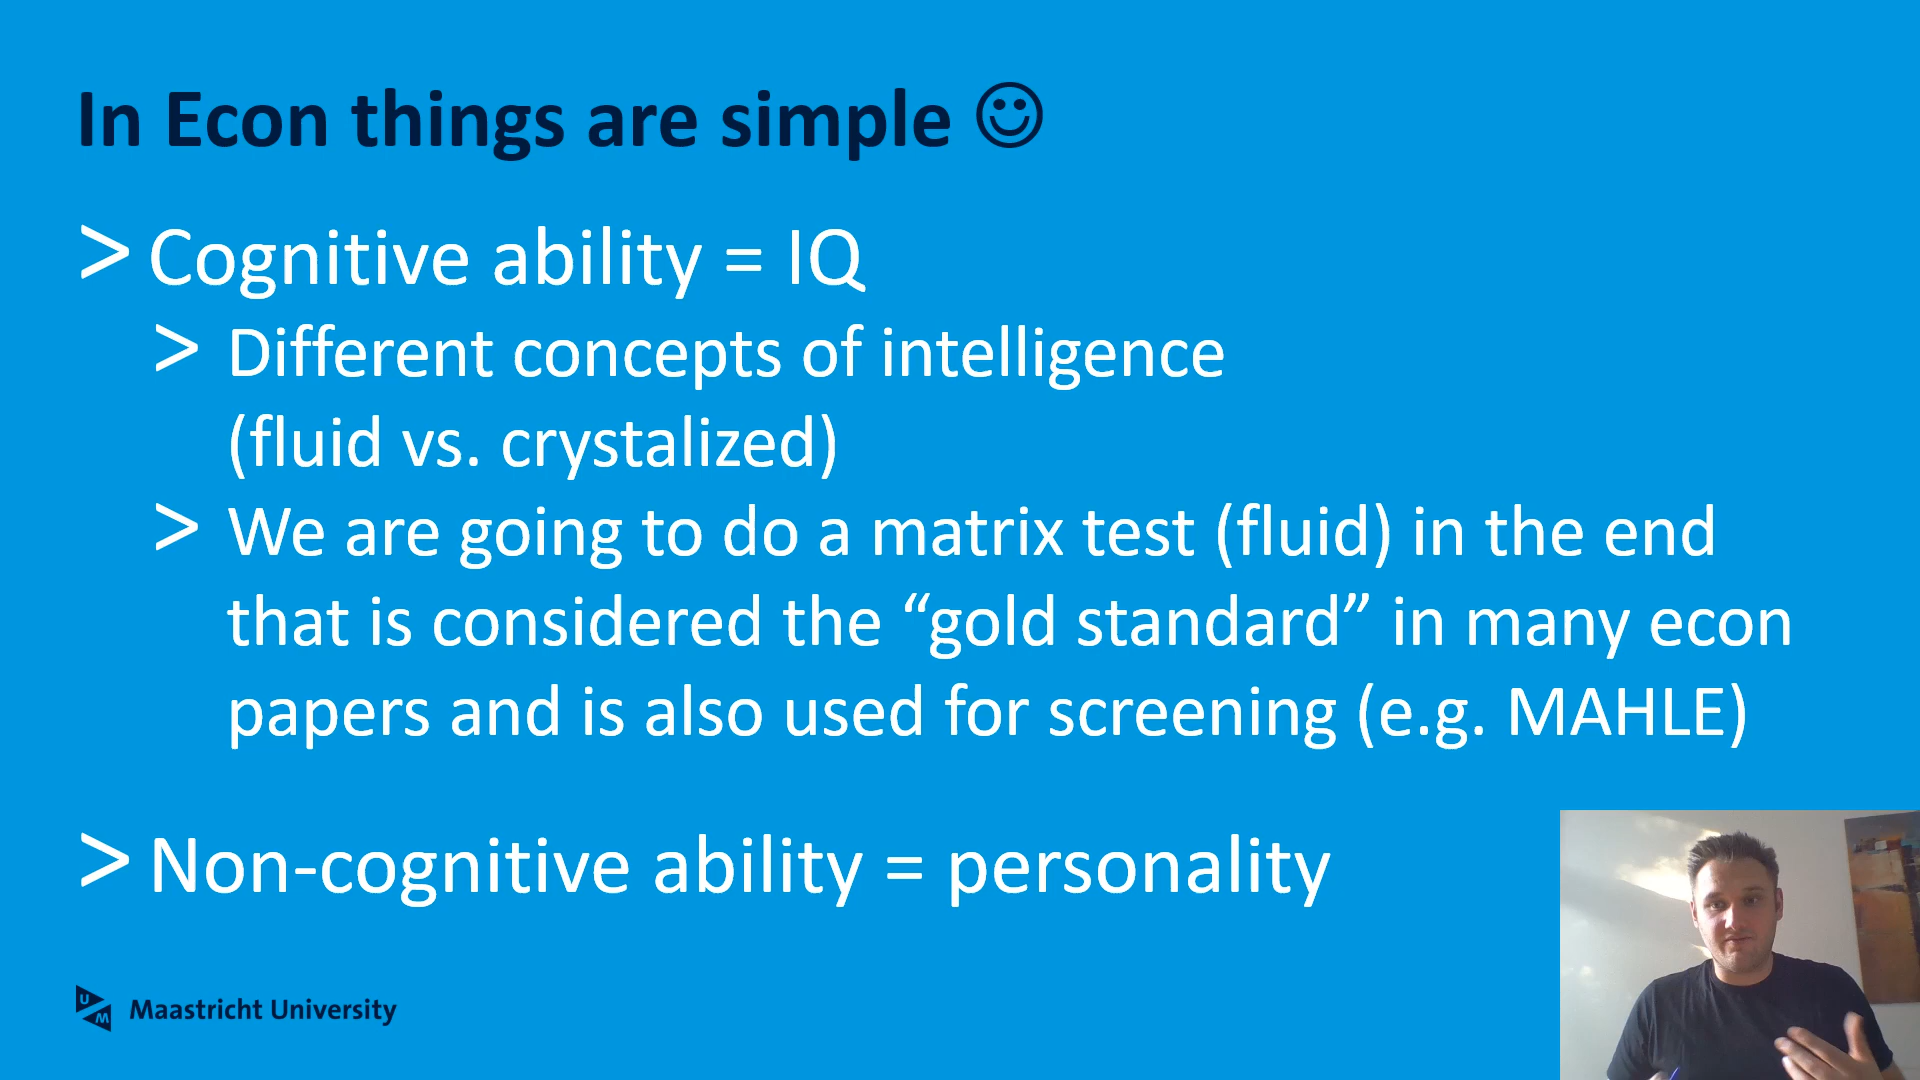 In Econ things are simple ☺
> Cognitive ability = IQ
> Different concepts of intelligence
(fluid vs. crystalized)
> We are going to do a matrix test (fluid) in the end
that is considered the “gold standard” in many econ
papers and is also used for screening (e.g. MAHLE)
> Non-cognitive ability = personality
UM Maastricht University